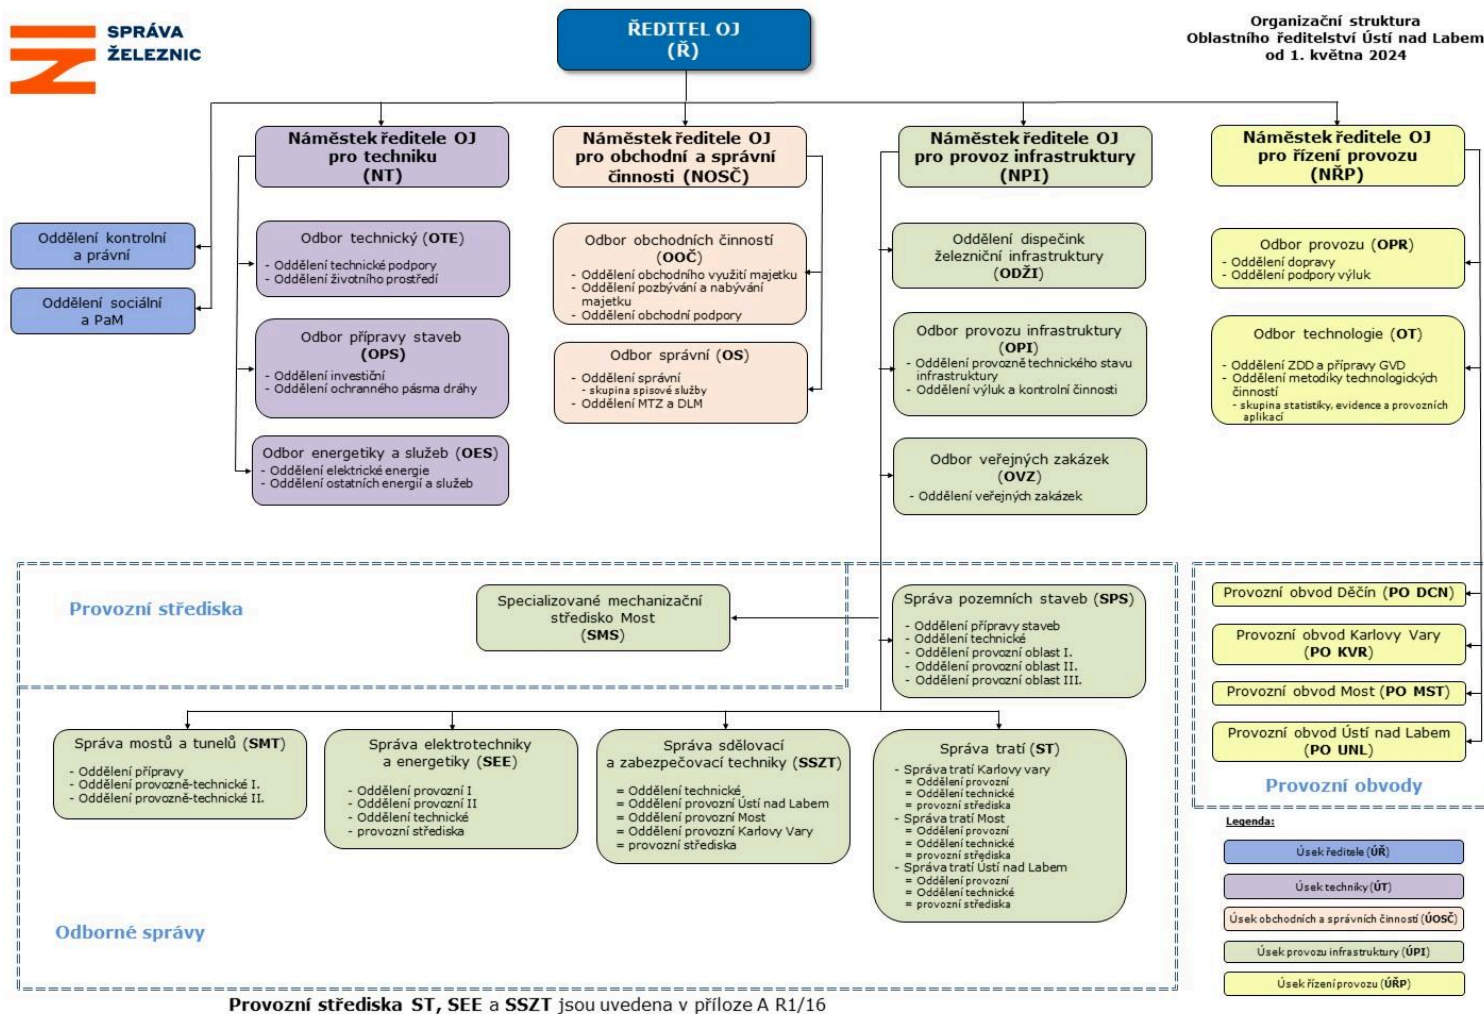 SPRÁVA
ŽELEZNIC
ŘEDITEL OJ
(Ř)
Organizační struktura
Oblastního ředitelství Ústí nad Labem
od 1. května 2024
Náměstek ředitele OJ
pro techniku
(NT)
Náměstek ředitele OJ
pro obchodní a správní
činnosti (NOSČ)
Náměstek ředitele OJ
pro provoz infrastruktury
(NPI)
Náměstek ředitele OJ
pro řízení provozu
(NŘP)
Oddělení kontrolní
a právní
Oddělení sociální
a PaM
Odbor technický (OTE)
- Oddělení technické podpory
- Oddělení životního prostředí
Odbor přípravy staveb
(OPS)
- Oddělení investiční
- Oddělení ochranného pásma dráhy
Odbor energetiky a služeb (OES)
- Oddělení elektrické energie
- Oddělení ostatních energií a služeb
Odbor obchodních činností
(OOČ)
- Oddělení obchodního využití majetku
- Oddělení pozbývání a nabývání
majetku
- Oddělení obchodní podpory
Odbor správní (OS)
- Oddělení správní
- skupina spisové služby
- Oddělení MTZ a DLM
Oddělení dispečink
železniční infrastruktury
(ODŽI)
Odbor provozu infrastruktury
(OPI)
- Oddělení provozně technického stavu
infrastruktury
- Oddělení výluk a kontrolní činnosti
Odbor veřejných zakázek
(OVZ)
- Oddělení veřejných zakázek
Odbor provozu (OPR)
- Oddělení dopravy
- Oddělení podpory výluk
Odbor technologie (OT)
- Oddělení ZDD a přípravy GVD
- Oddělení metodiky technologických
činností
- skupina statistiky, evidence a provozních
aplikací
Provozní střediska
Specializované mechanizační
středisko Most
(SMS)
Správa pozemních staveb (SPS)
- Oddělení přípravy staveb
- Oddělení technické
- Oddělení provozní oblast I.
- Oddělení provozní oblast II.
- Oddělení provozní oblast III.
Provozní obvod Děčín (PO DCN)
Provozní obvod Karlovy Vary
(PO KVR)
Provozní obvod Most (PO MST)
Provozní obvod Ústí nad Labem
(PO UNL)
Provozní obvody
Správa mostů a tunelů (SMT)
- Oddělení přípravy
- Oddělení provozně-technické I.
- Oddělení provozně-technické II.
Správa elektrotechniky
a energetiky (SEE)
- Oddělení provozní I
- Oddělení provozní II
- Oddělení technické
- provozní střediska
Správa sdělovací
a zabezpečovací techniky (SSZT)
= Oddělení technické
= Oddělení provozní Ústí nad Labem
= Oddělení provozní Most
= Oddělení provozní Karlovy Vary
= provozní střediska
Správa tratí (ST)
- Správa tratí Karlovy vary
= Oddělení provozní
= Oddělení technické
= provozní střediska
- Správa tratí Most
= Oddělení provozní
= Oddělení technické
= provozní střediska
- Správa tratí Ústí nad Labem
= Oddělení provozní
= Oddělení technické
= provozní střediska
Odborné správy
Legenda:
Úsek ředitele (ÚŘ)
Úsek techniky (ÚT)
Úsek obchodních a správních činností (ÚOSČ)
Úsek provozu infrastruktury (ÚPI)
Úsek řízení provozu (ÚŘP)
Provozní střediska ST, SEE a SSZT jsou uvedena v příloze A R1/16